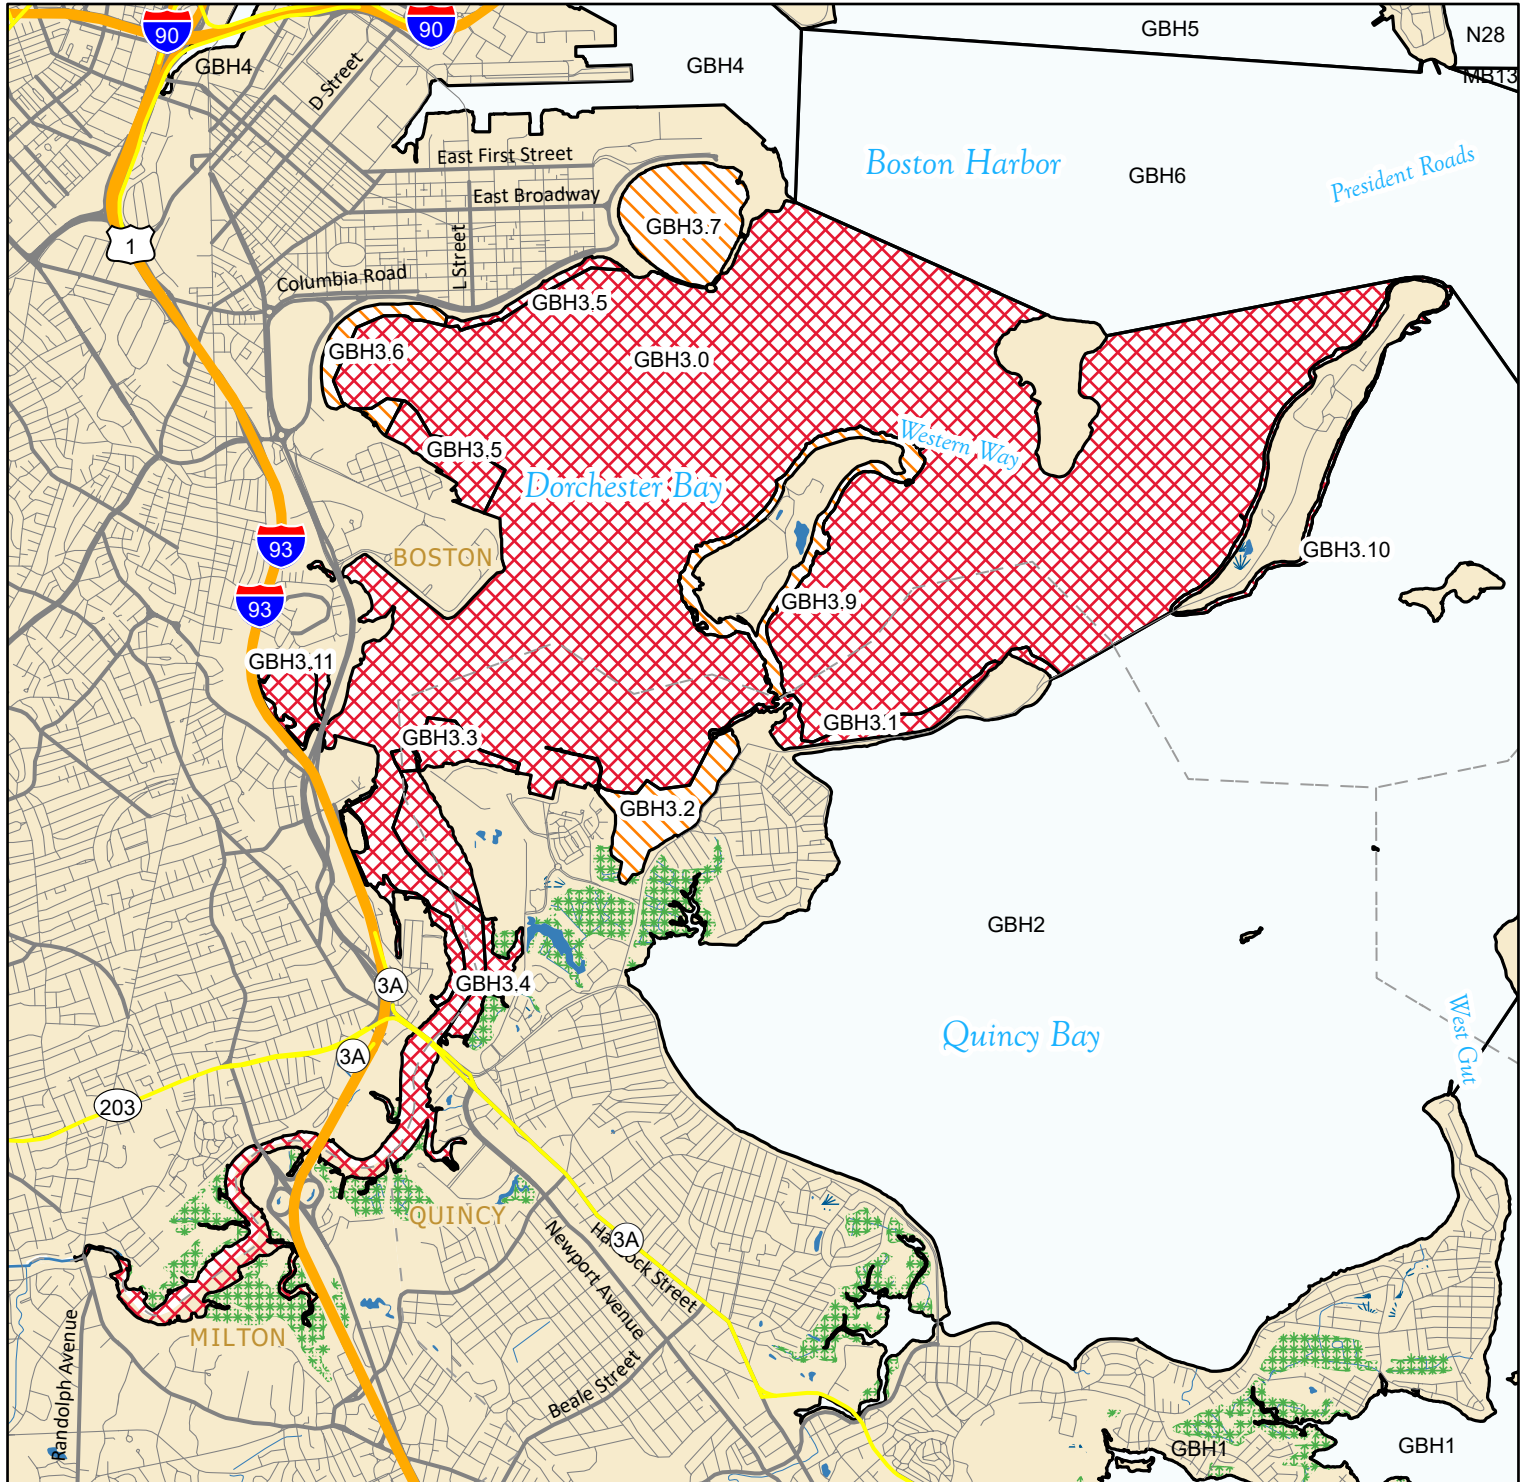 90
90
GBH4
GBH4
GBH5
N28
MB13
D Street
East First Street
Boston Harbor
GBH6
President Roads
East Broadway
GBH3.7
1
L Street
Columbia Road
GBH3.5
GBH3.6
GBH3.0
GBH3.5
Western Way
Dorchester Bay
93
BOSTON
GBH3.10
93
GBH3.9
GBH3.11
GBH3.1
GBH3.3
GBH3.2
GBH2
3A
GBH3.4
West Gut
Quincy Bay
3A
203
QUINCY
3A
Newport Avenue
Street
MILTON
Randolph Avenue
Beale Street
GBH1
GBH1